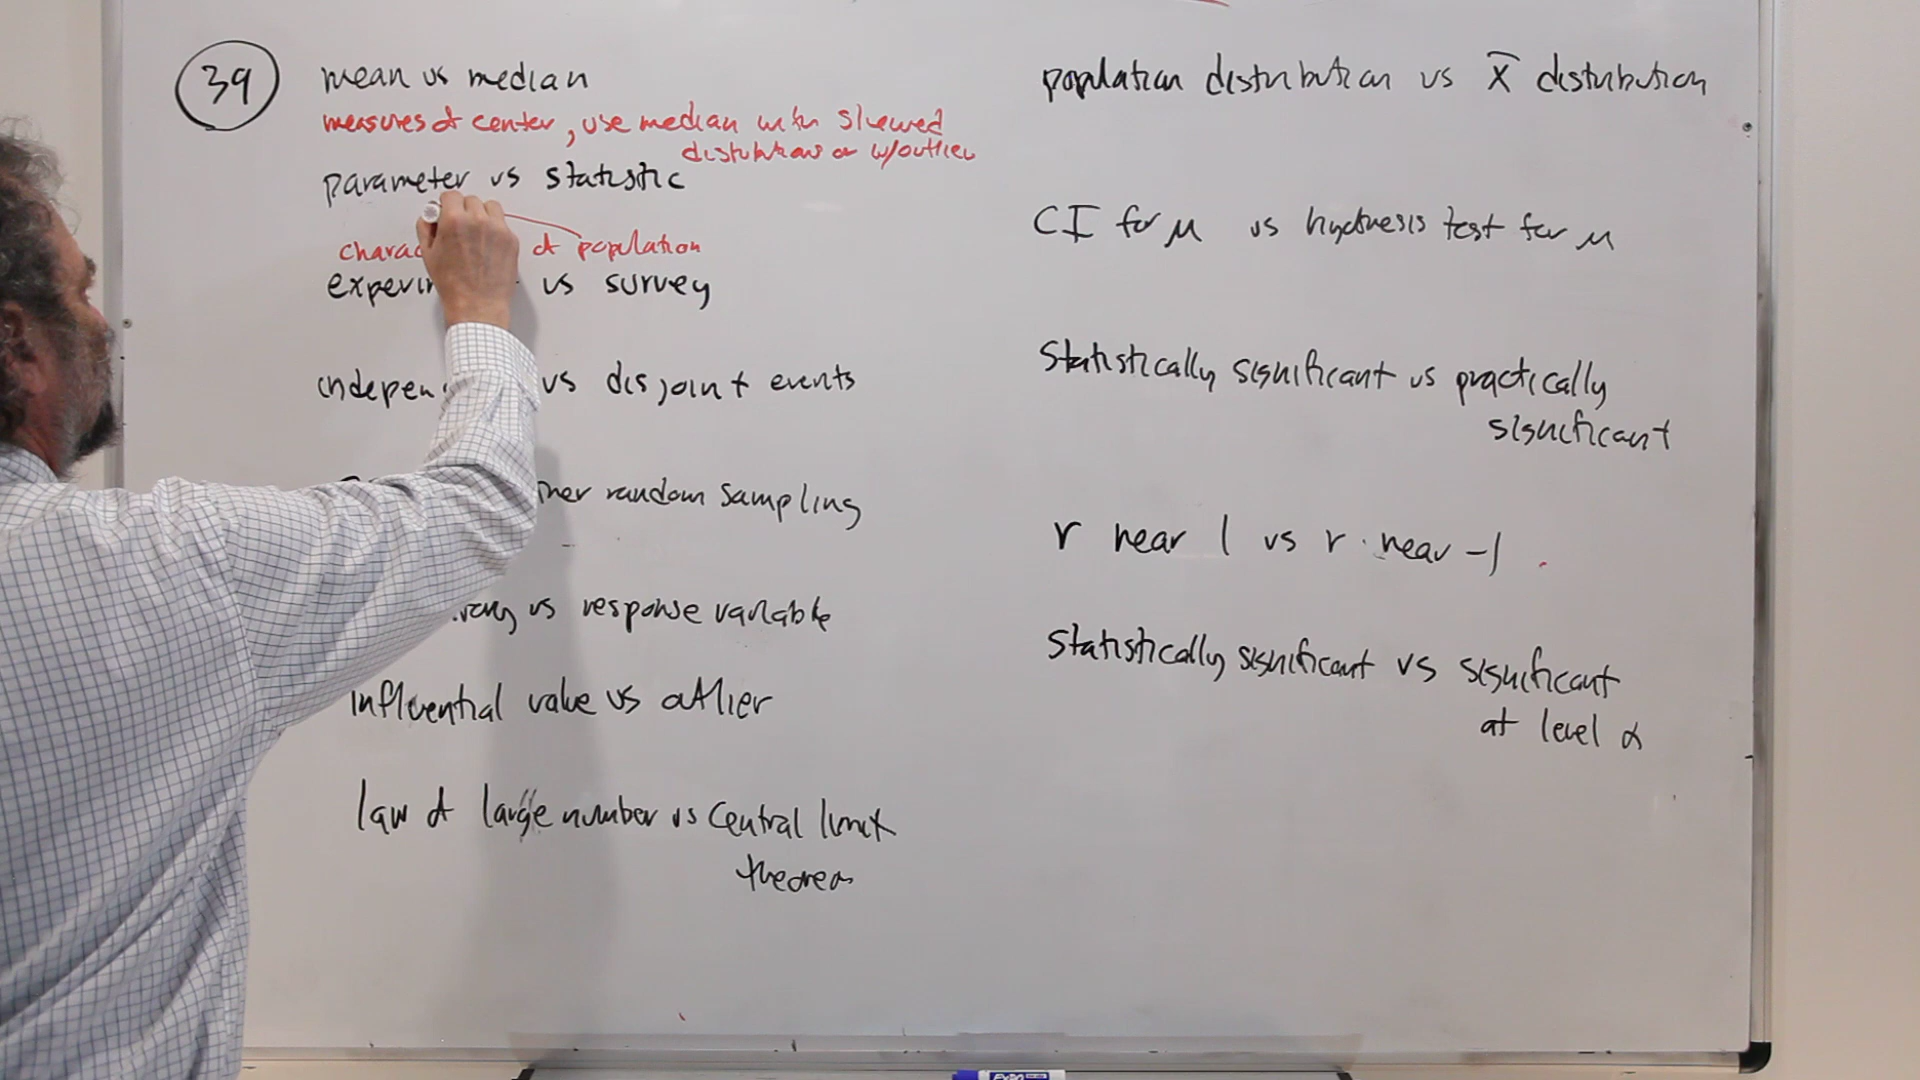 39
mean vs median
measures of center, use median with skewed
distributions or w/outlier
parameter vs statistic
of population
vs survey
vs disjoint events
random sampling
vs response variable
influential value vs outlier
law of large number vs Central limit
theorem
population distribution vs x̄ distribution
CI for μ vs hypothesis test for μ
Statistically significant vs practically
significant
r near 1 vs r near -1
Statistically significant vs significant
at level α
EXPO